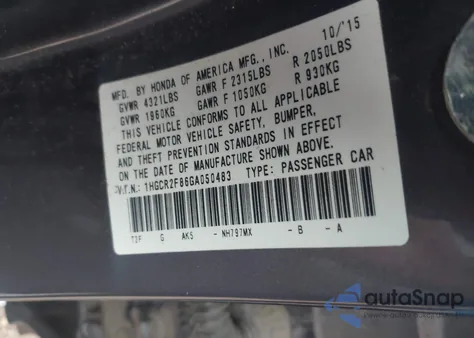 MFD. BY HONDA OF AMERICA MFG., INC. 10/'15
GVWR 4321LBS GAWR F 2315LBS R 2050LBS
GVWR 1960KG GAWR F 1050KG R 930KG
THIS VEHICLE CONFORMS TO ALL APPLICABLE
FEDERAL MOTOR VEHICLE SAFETY, BUMPER,
AND THEFT PREVENTION STANDARDS IN EFFECT
ON THE DATE OF MANUFACTURE SHOWN ABOVE.
V.I.N. 1HGCR2F86GA050483 TYPE: PASSENGER CAR
T2F G AK5 -NH797MX -B -A
autoSnap